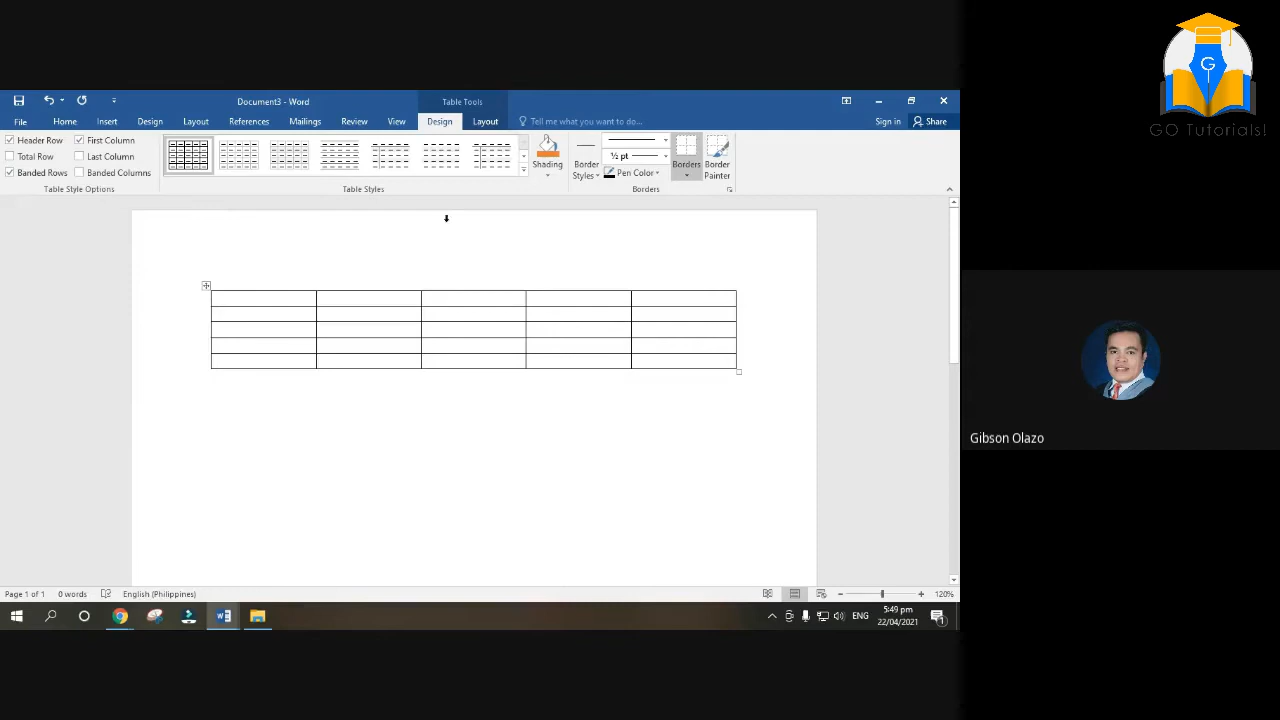 G
GO Tutorials!
Document3 - Word
Table Tools
File
Home
Insert
Design
Layout
References
Mailings
Review
View
Design
Layout
Tell me what you want to do...
Sign in
Share
Header Row
First Column
Total Row
Last Column
Banded Rows
Banded Columns
Table Style Options
Table Styles
Shading
Border
Styles
½ pt
Pen Color
Borders
Border
Painter
Borders
Gibson Olazo
Page 1 of 1
0 words
English (Philippines)
120%
ENG
5:49 pm
22/04/2021
1